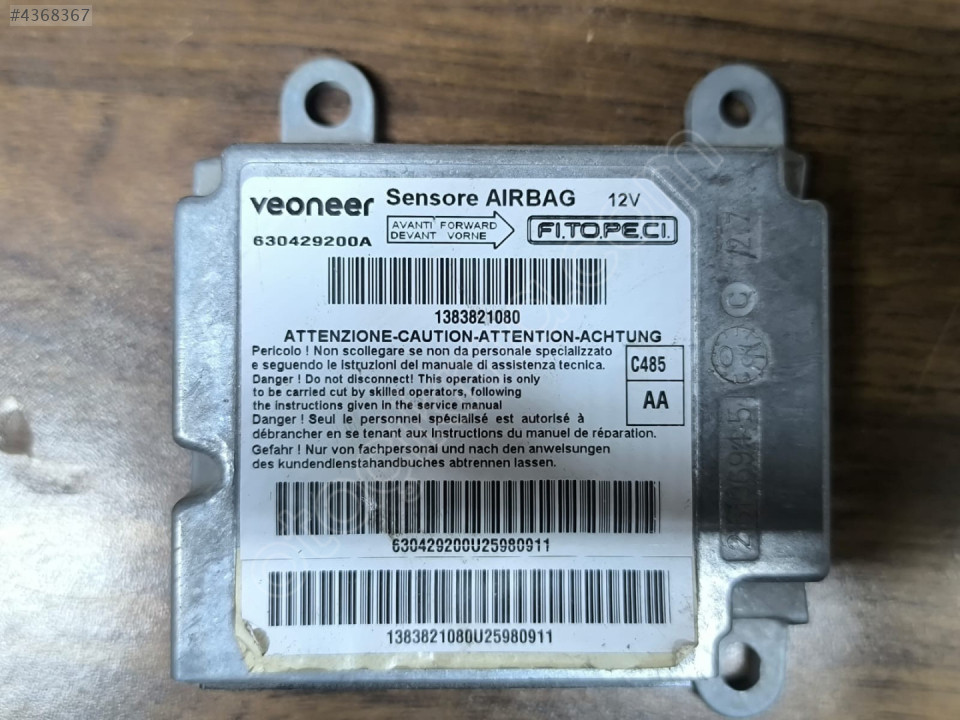 #4368367
veoneer
Sensore AIRBAG 12V
630429200A
AVANTI FORWARD
DEVANT VORNE
FI.TO.PE.CI.
1383821080
ATTENZIONE-CAUTION-ATTENTION-ACHTUNG
Pericolo ! Non scollegare se non da personale specializzato
e seguendo le istruzioni del manuale di assistenza tecnica.
Danger ! Do not disconnect! This operation is only
to be carried cut by skilled operators, following
the instructions given in the service manual
Danger ! Seul le personnel spécialisé est autorisé à
débrancher en se tenant aux instructions du manuel de réparation.
Gefahr ! Nur von fachpersonal und nach den anweisungen
des kundendienstahandbuches abtrennen lassen.
C485
AA
630429200U25980911
1383821080U25980911